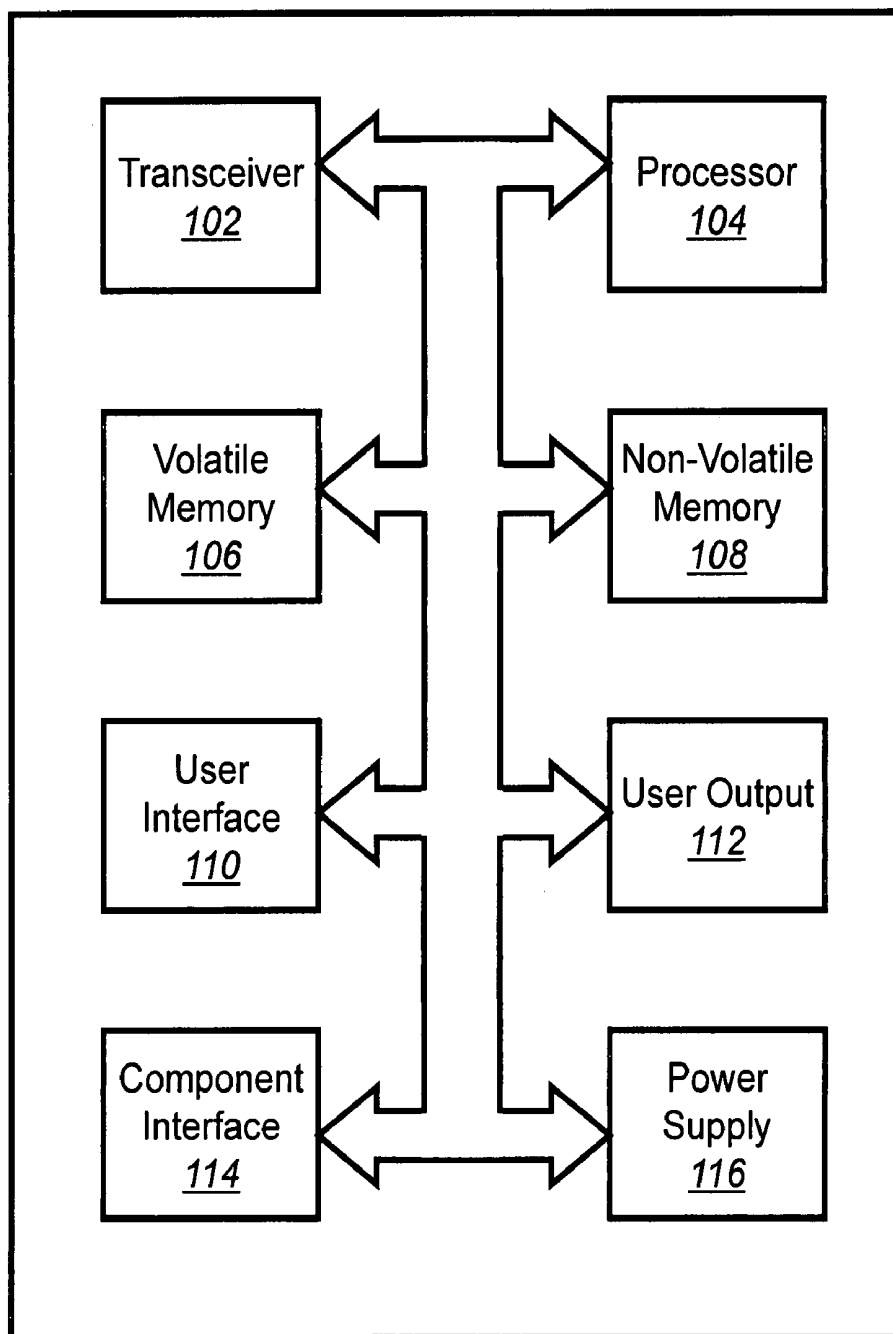 Transceiver
102
Processor
104
Volatile
Memory
106
Non-Volatile
Memory
108
User
Interface
110
User Output
112
Component
Interface
114
Power
Supply
116